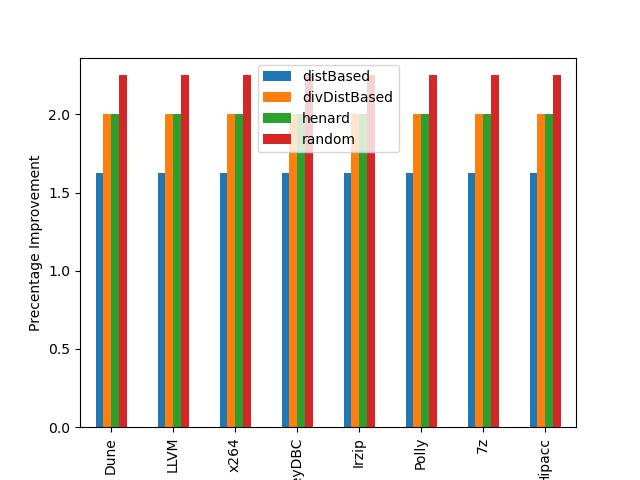 Precentage Improvement
2.0
1.5
1.0
0.5
0.0
distBased
divDistBased
henard
random
Dune
LLVM
x264
eyDBC
lrzip
Polly
7z
Hipacc